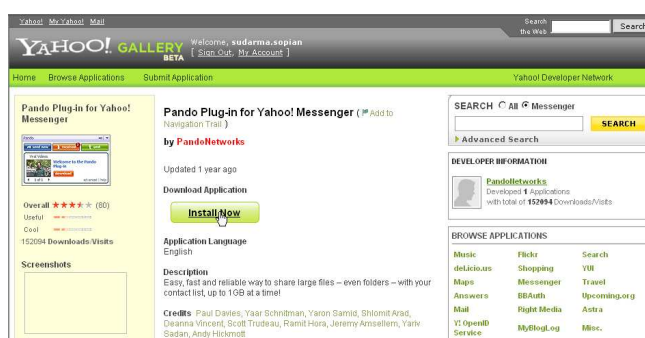 Yahoo! My Yahoo! Mail
Search the Web
Search
YAHOO! GALLERY BETA
Welcome, sudarma.sopian
[ Sign Out, My Account ]
Home Browse Applications Submit Application
Yahoo! Developer Network
Pando Plug-in for Yahoo! Messenger
Overall (60)
Useful
Cool
152094 Downloads/Visits
Screenshots
Pando Plug-in for Yahoo! Messenger ( Add to
Navigation Trail )
by PandoNetworks
Updated 1 year ago
Download Application
Install Now
Application Language
English
Description
Easy, fast and reliable way to share large files – even folders – with your
contact list, up to 1GB at a time!
Credits Paul Davies, Yaar Schnitman, Yaron Samid, Shlomit Arad,
Deanna Vincent, Scott Trudeau, Ramit Hora, Jeremy Amsellem, Yariv
Sadan, Andy Hickmott
SEARCH All Messenger
SEARCH
Advanced Search
DEVELOPER INFORMATION
PandoNetworks
Developed 1 Applications
with total of 152094 Downloads/Visits
BROWSE APPLICATIONS
Music Flickr Search
del.icio.us Shopping YUI
Maps Messenger Travel
Answers BBAuth Upcoming.org
Mail Right Media Astra
Y! OpenID Service MyBlogLog Misc.